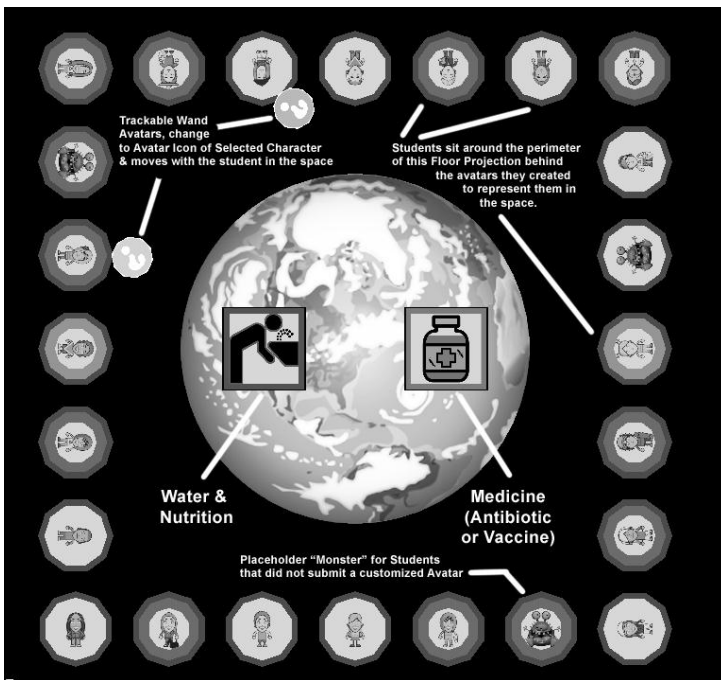 Trackable Wand
Avatars, change
to Avatar Icon of Selected Character
& moves with the student in the space
Students sit around the perimeter
of this Floor Projection behind
the avatars they created
to represent them in
the space.
Water &
Nutrition
Medicine
(Antibiotic
or Vaccine)
Placeholder “Monster” for Students
that did not submit a customized Avatar